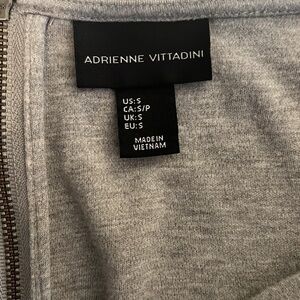 ADRIENNE VITTADINI
US:S
CA:S/P
UK:S
EU:S
MADE IN
VIETNAM